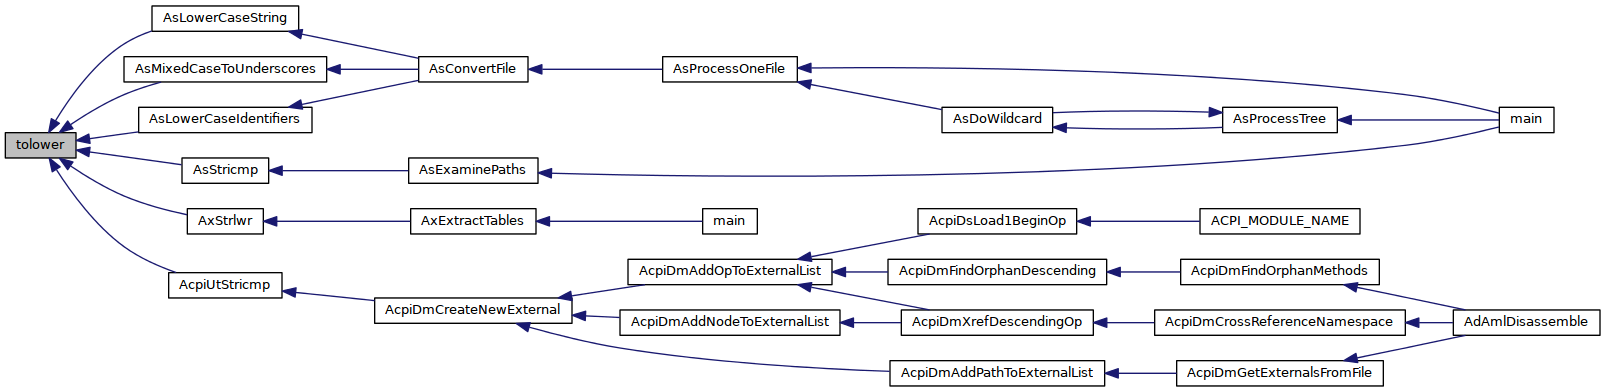 AsLowerCaseString
AsMixedCaseToUnderscores
AsConvertFile
AsProcessOneFile
AsLowerCaseIdentifiers
AsDoWildcard
AsProcessTree
main
tolower
AsStricmp
AsExaminePaths
AxStrlwr
AxExtractTables
main
AcpiDsLoad1BeginOp
ACPI_MODULE_NAME
AcpiUtStricmp
AcpiDmAddOpToExternalList
AcpiDmFindOrphanDescending
AcpiDmFindOrphanMethods
AcpiDmCreateNewExternal
AcpiDmAddNodeToExternalList
AcpiDmXrefDescendingOp
AcpiDmCrossReferenceNamespace
AdAmlDisassemble
AcpiDmAddPathToExternalList
AcpiDmGetExternalsFromFile